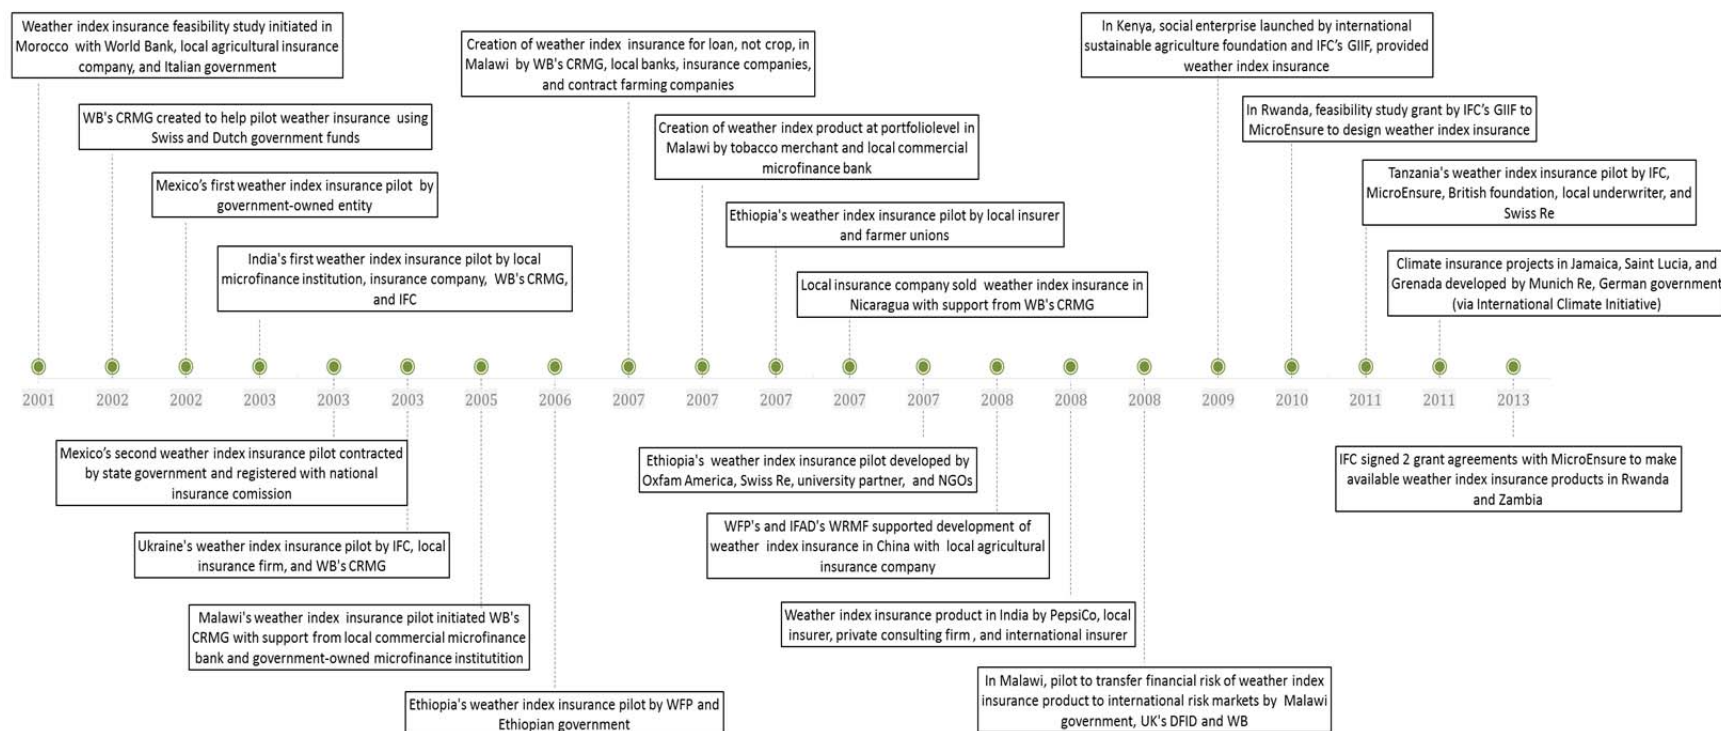 Weather index insurance feasibility study initiated in
Morocco with World Bank, local agricultural insurance
company, and Italian government
WB's CRMG created to help pilot weather insurance using
Swiss and Dutch government funds
Mexico's first weather index insurance pilot by
government-owned entity
India's first weather index insurance pilot by local
microfinance institution, insurance company, WB's CRMG,
and IFC
Creation of weather index insurance for loan, not crop, in
Malawi by WB's CRMG, local banks, insurance companies,
and contract farming companies
Creation of weather index product at portfoliolevel in
Malawi by tobacco merchant and local commercial
microfinance bank
Ethiopia's weather index insurance pilot by local insurer
and farmer unions
Local insurance company sold weather index insurance in
Nicaragua with support from WB's CRMG
In Kenya, social enterprise launched by international
sustainable agriculture foundation and IFC's GIIF, provided
weather index insurance
In Rwanda, feasibility study grant by IFC's GIIF to
MicroEnsure to design weather index insurance
Tanzania's weather index insurance pilot by IFC,
MicroEnsure, British foundation, local underwriter, and
Swiss Re
Climate insurance projects in Jamaica, Saint Lucia, and
Grenada developed by Munich Re, German government
(via International Climate Initiative)
2001 2002 2002 2003 2003 2003 2005 2006 2007 2007 2007 2007 2007 2008 2008 2008 2009 2010 2011 2011 2013
Mexico's second weather index insurance pilot contracted
by state government and registered with national
insurance comission
Ukraine's weather index insurance pilot by IFC, local
insurance firm, and WB's CRMG
Malawi's weather index insurance pilot initiated WB's
CRMG with support from local commercial microfinance
bank and government-owned microfinance institutition
Ethiopia's weather index insurance pilot by WFP and
Ethiopian government
Ethiopia's weather index insurance pilot developed by
Oxfam America, Swiss Re, university partner, and NGOs
WFP's and IFAD's WRMF supported development of
weather index insurance in China with local agricultural
insurance company
Weather index insurance product in India by PepsiCo, local
insurer, private consulting firm , and international insurer
In Malawi, pilot to transfer financial risk of weather index
insurance product to international risk markets by Malawi
government, UK's DFID and WB
IFC signed 2 grant agreements with MicroEnsure to make
available weather index insurance products in Rwanda
and Zambia